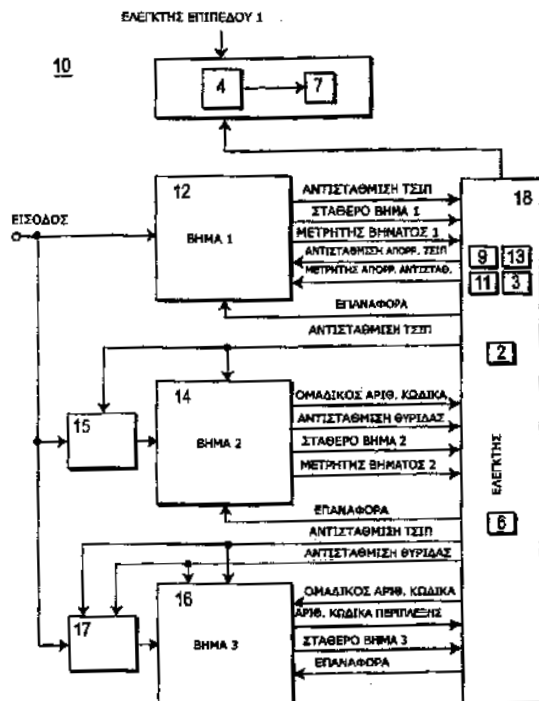 ΕΛΕΓΚΤΗΣ ΕΠΙΠΕΔΟΥ 1
10
4
7
12
ΒΗΜΑ 1
ΕΙΣΟΔΟΣ
ΑΝΤΙΣΤΑΘΜΙΣΗ ΤΣΙΠ
ΣΤΑΘΕΡΟ ΒΗΜΑ 1
ΜΕΤΡΗΤΗΣ ΒΗΜΑΤΟΣ 1
ΑΝΤΙΣΤΑΘΜΙΣΗ ΑΠΟΡΡ. ΤΣΙΠ
ΜΕΤΡΗΤΗΣ ΑΠΟΡΡ. ΑΝΤΙΣΤΑΘ.
ΕΠΑΝΑΦΟΡΑ
ΑΝΤΙΣΤΑΘΜΙΣΗ ΤΣΙΠ
18
9
13
11
3
2
ΕΛΕΓΚΤΗΣ
6
14
ΒΗΜΑ 2
15
ΟΜΑΔΙΚΟΣ ΑΡΙΘ. ΚΩΔΙΚΑ
ΑΝΤΙΣΤΑΘΜΙΣΗ ΘΥΡΙΔΑΣ
ΣΤΑΘΕΡΟ ΒΗΜΑ 2
ΜΕΤΡΗΤΗΣ ΒΗΜΑΤΟΣ 2
ΕΠΑΝΑΦΟΡΑ
ΑΝΤΙΣΤΑΘΜΙΣΗ ΤΣΙΠ
ΑΝΤΙΣΤΑΘΜΙΣΗ ΘΥΡΙΔΑΣ
16
ΒΗΜΑ 3
17
ΟΜΑΔΙΚΟΣ ΑΡΙΘ. ΚΩΔΙΚΑ
ΑΡΙΘ. ΚΩΔΙΚΑ ΠΕΡΙΠΛΕΞΗΣ
ΣΤΑΘΕΡΟ ΒΗΜΑ 3
ΕΠΑΝΑΦΟΡΑ